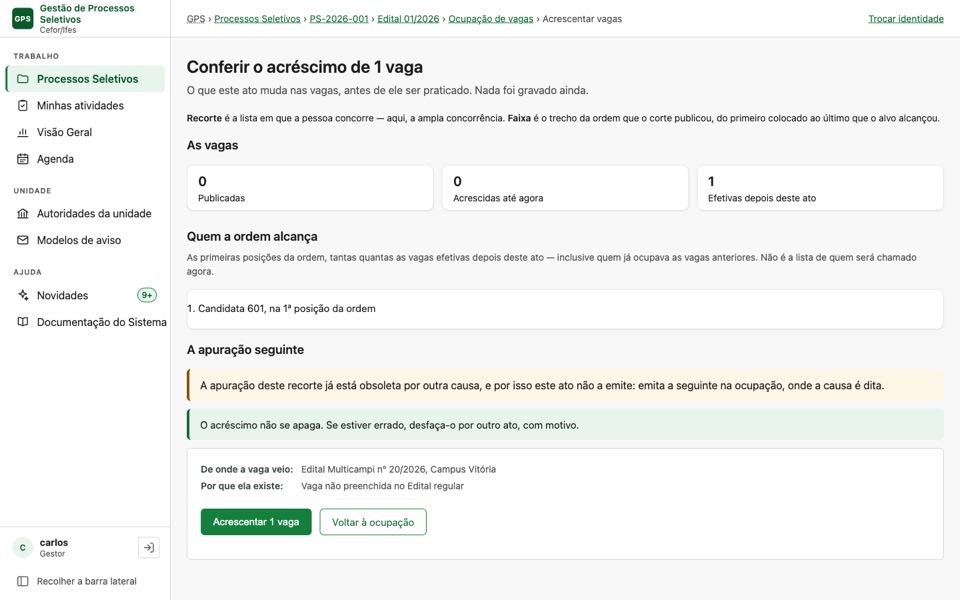 GPS
Gestão de Processos
Seletivos
Cefor/Ifes
GPS › Processos Seletivos › PS-2026-001 › Edital 01/2026 › Ocupação de vagas › Acrescentar vagas
Trocar identidade
TRABALHO
Processos Seletivos
Minhas atividades
Visão Geral
Agenda
UNIDADE
Autoridades da unidade
Modelos de aviso
AJUDA
Novidades 9+
Documentação do Sistema
C
carlos
Gestor
Recolher a barra lateral
Conferir o acréscimo de 1 vaga
O que este ato muda nas vagas, antes de ele ser praticado. Nada foi gravado ainda.
Recorte é a lista em que a pessoa concorre — aqui, a ampla concorrência. Faixa é o trecho da ordem que o corte publicou, do primeiro colocado ao último que o alvo alcançou.
As vagas
0
Publicadas
0
Acrescidas até agora
1
Efetivas depois deste ato
Quem a ordem alcança
As primeiras posições da ordem, tantas quantas as vagas efetivas depois deste ato — inclusive quem já ocupava as vagas anteriores. Não é a lista de quem será chamado
agora.
1. Candidata 601, na 1ª posição da ordem
A apuração seguinte
A apuração deste recorte já está obsoleta por outra causa, e por isso este ato não a emite: emita a seguinte na ocupação, onde a causa é dita.
O acréscimo não se apaga. Se estiver errado, desfaça-o por outro ato, com motivo.
De onde a vaga veio: Edital Multicampi nº 20/2026, Campus Vitória
Por que ela existe: Vaga não preenchida no Edital regular
Acrescentar 1 vaga
Voltar à ocupação